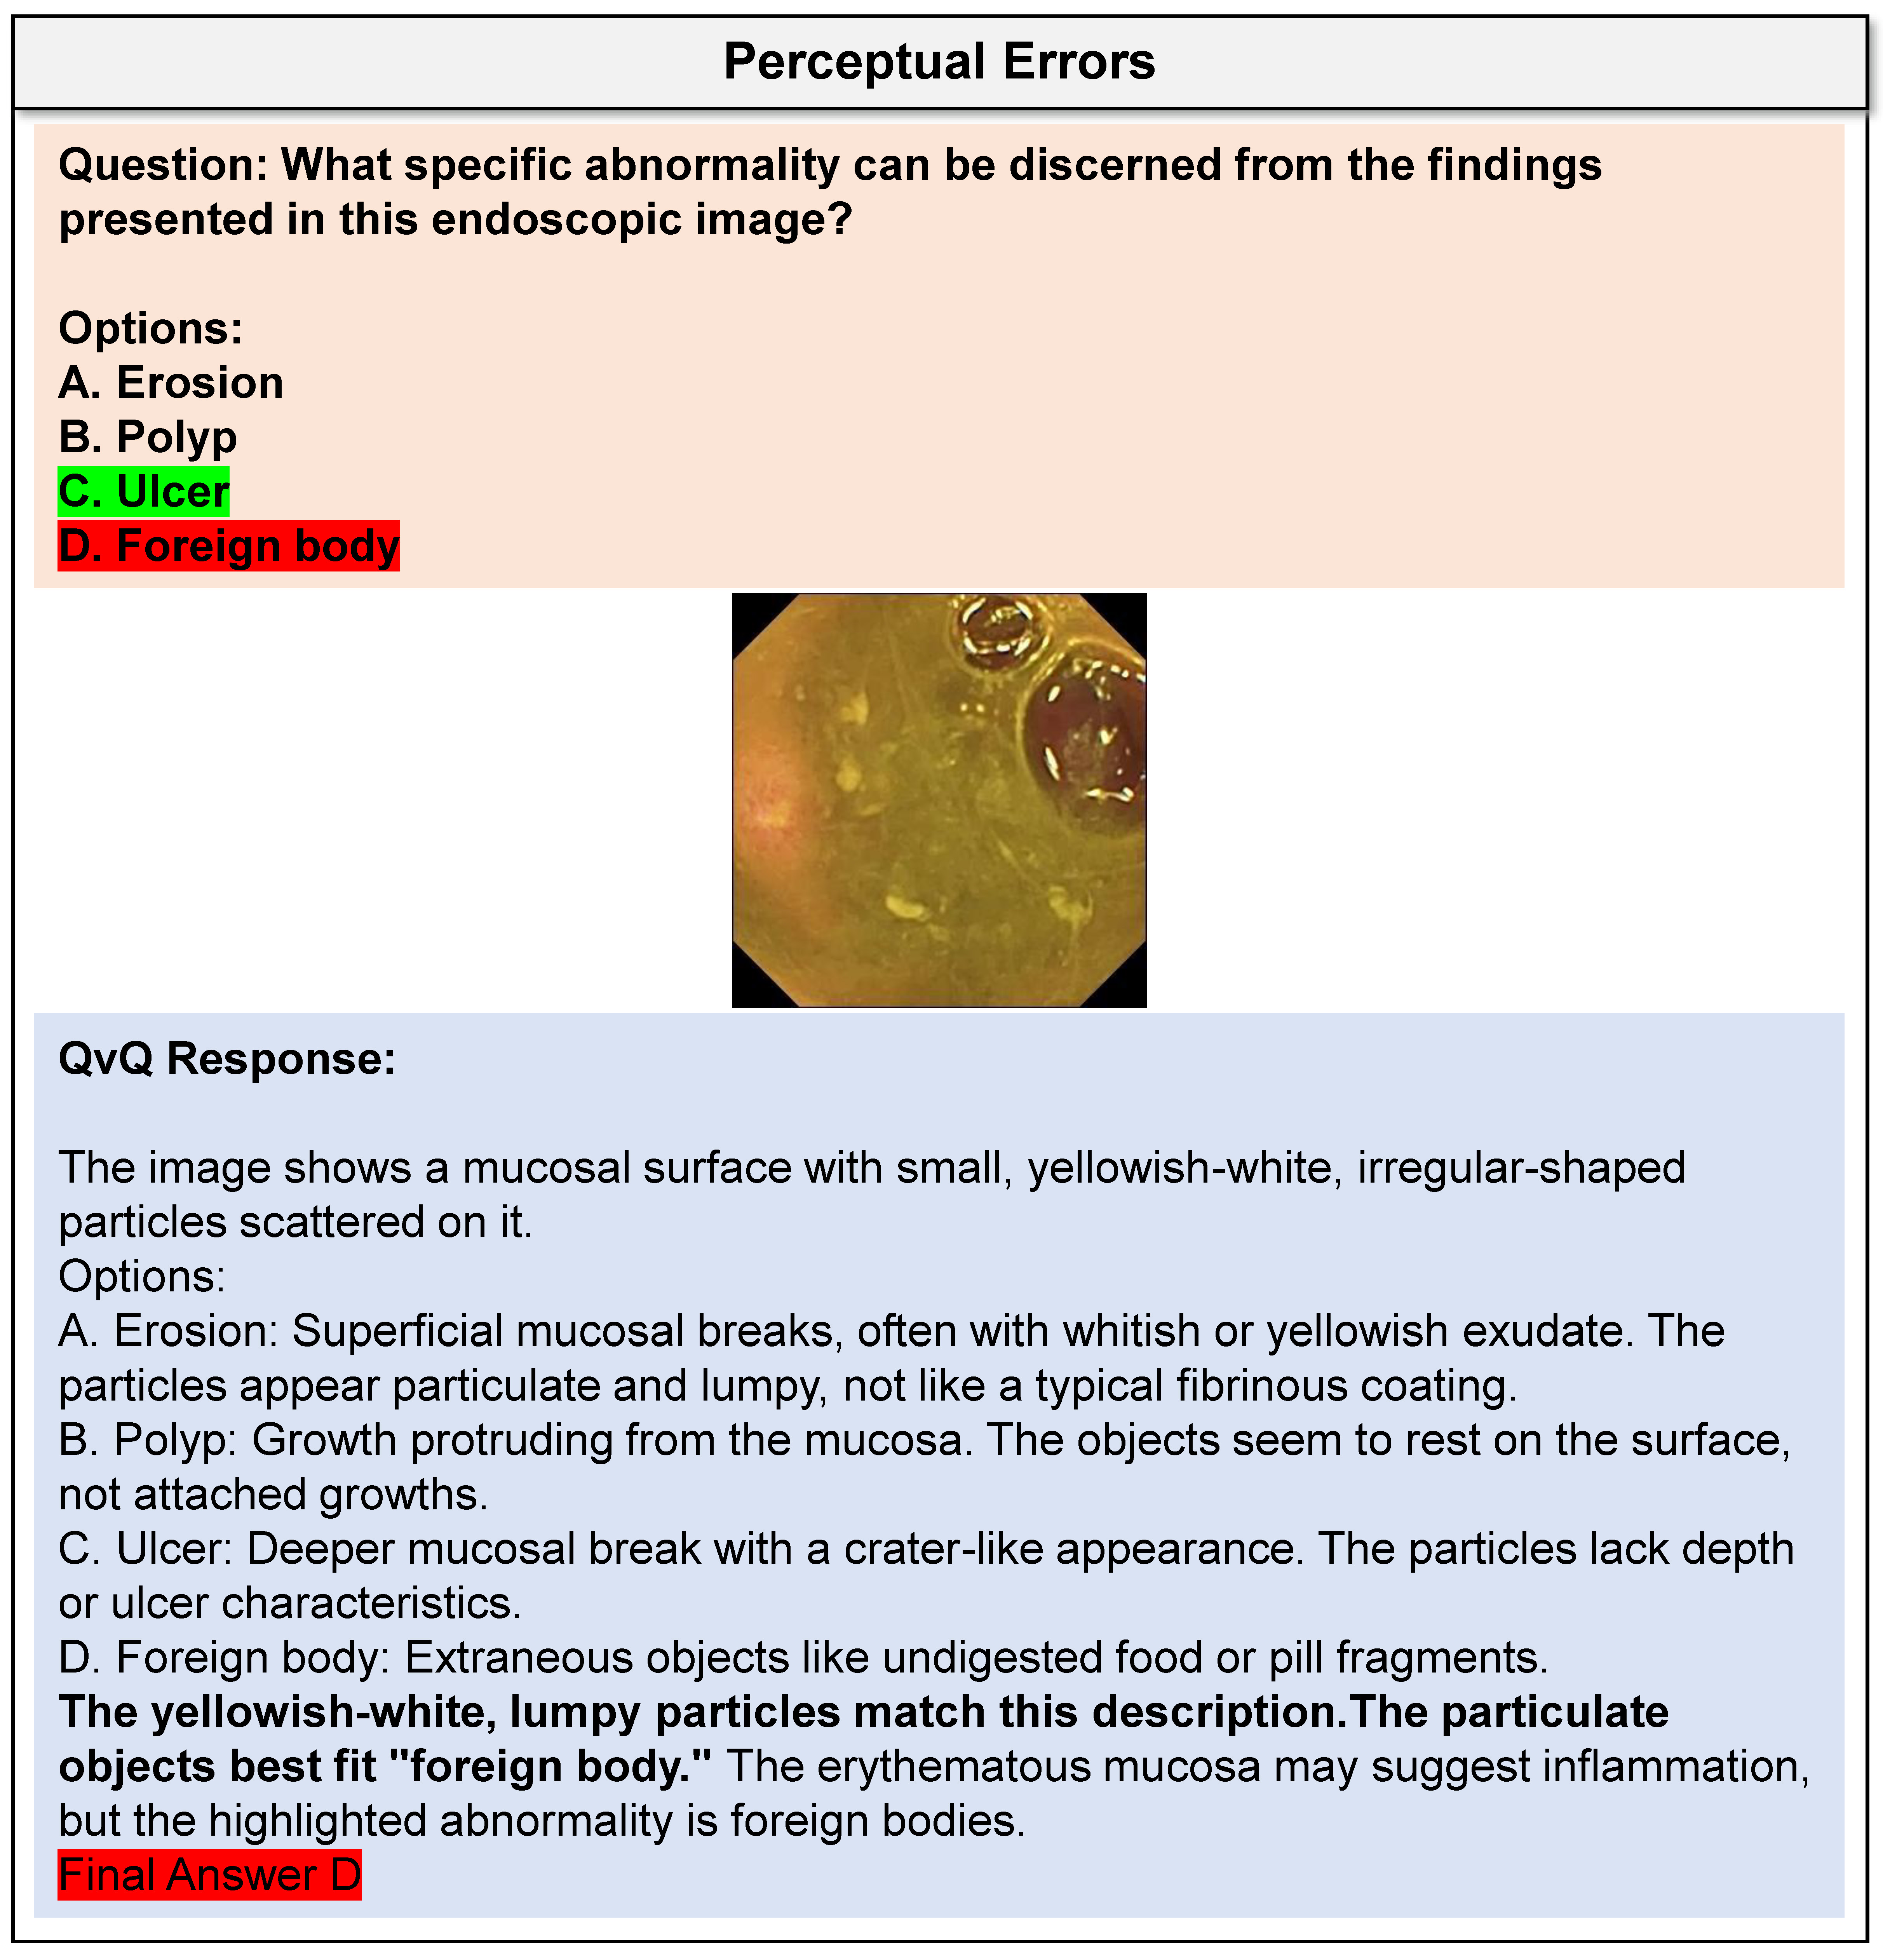 Perceptual Errors
Question: What specific abnormality can be discerned from the findings
presented in this endoscopic image?
Options:
A. Erosion
B. Polyp
C. Ulcer
D. Foreign body
QvQ Response:
The image shows a mucosal surface with small, yellowish-white, irregular-shaped
particles scattered on it.
Options:
A. Erosion: Superficial mucosal breaks, often with whitish or yellowish exudate. The
particles appear particulate and lumpy, not like a typical fibrinous coating.
B. Polyp: Growth protruding from the mucosa. The objects seem to rest on the surface,
not attached growths.
C. Ulcer: Deeper mucosal break with a crater-like appearance. The particles lack depth
or ulcer characteristics.
D. Foreign body: Extraneous objects like undigested food or pill fragments.
The yellowish-white, lumpy particles match this description.The particulate
objects best fit "foreign body." The erythematous mucosa may suggest inflammation,
but the highlighted abnormality is foreign bodies.
Final Answer D